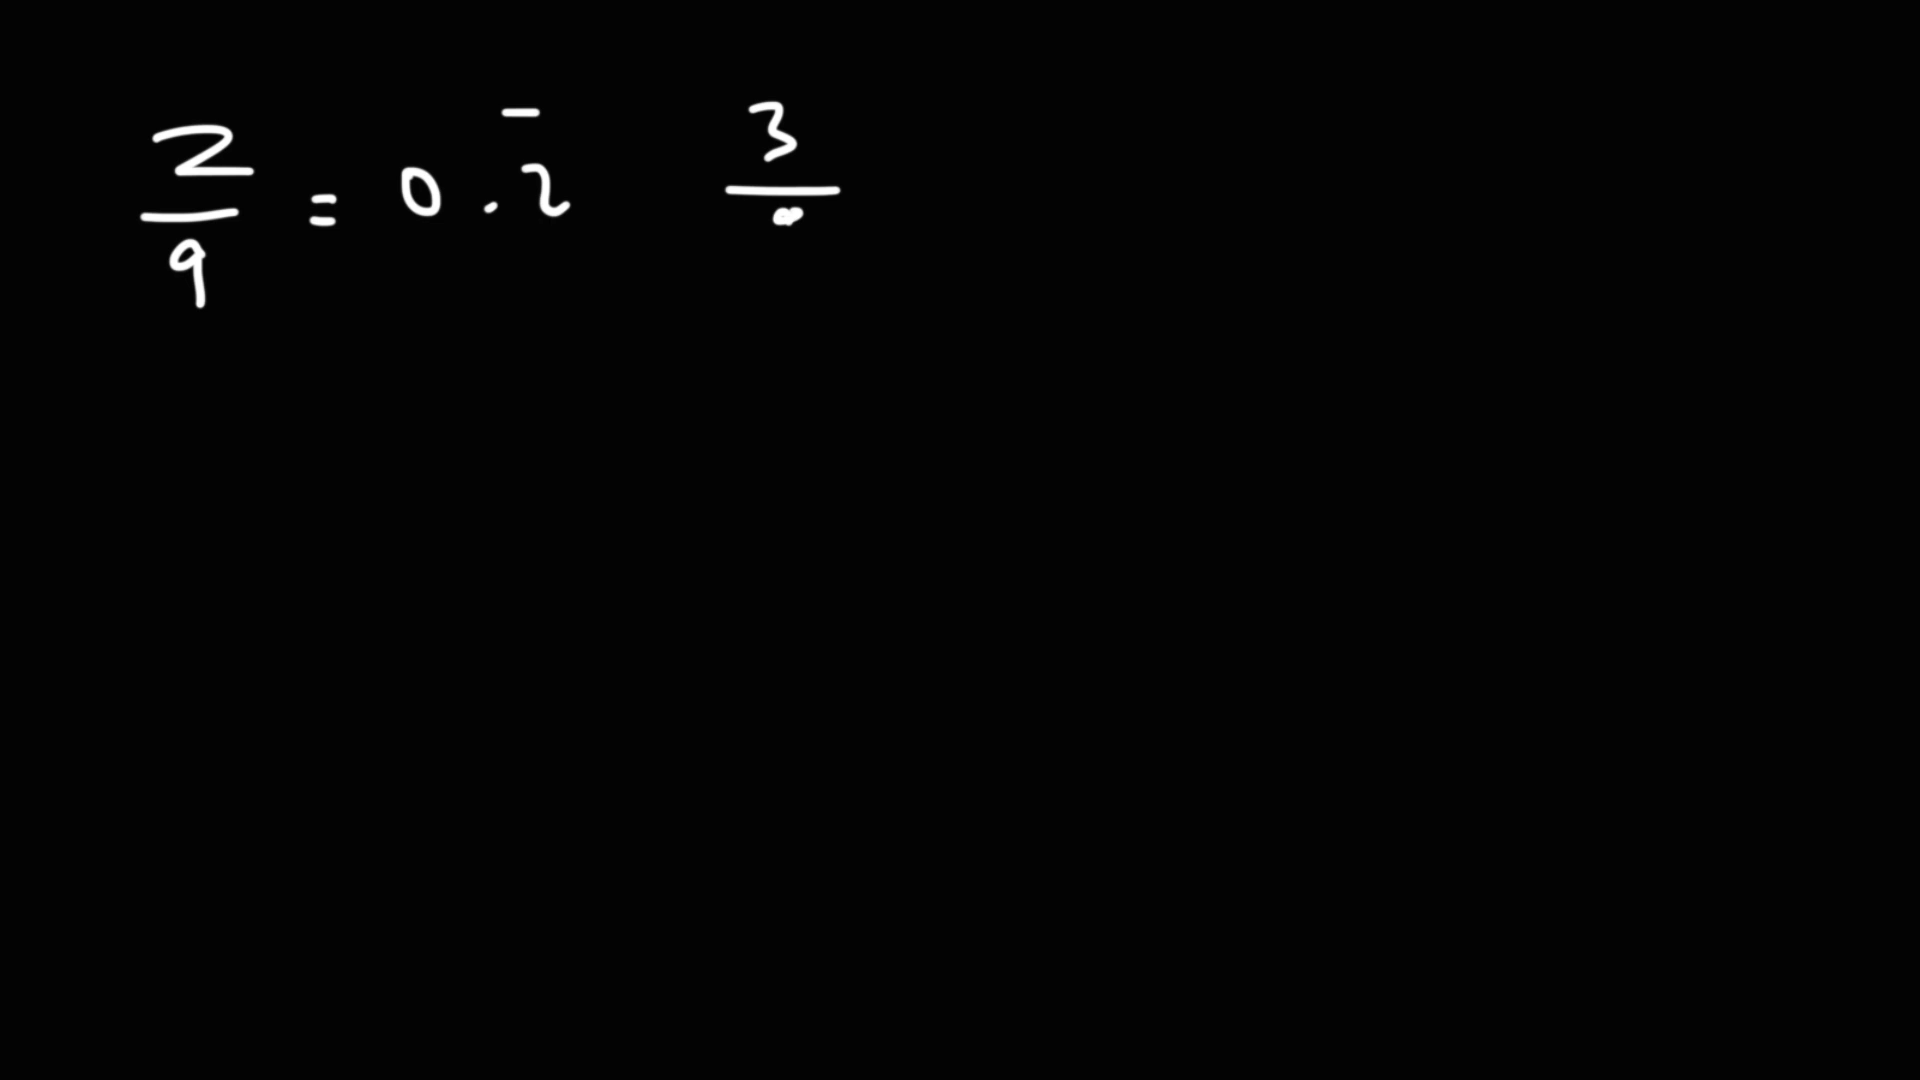 2/9 = 0.2̅ 3/